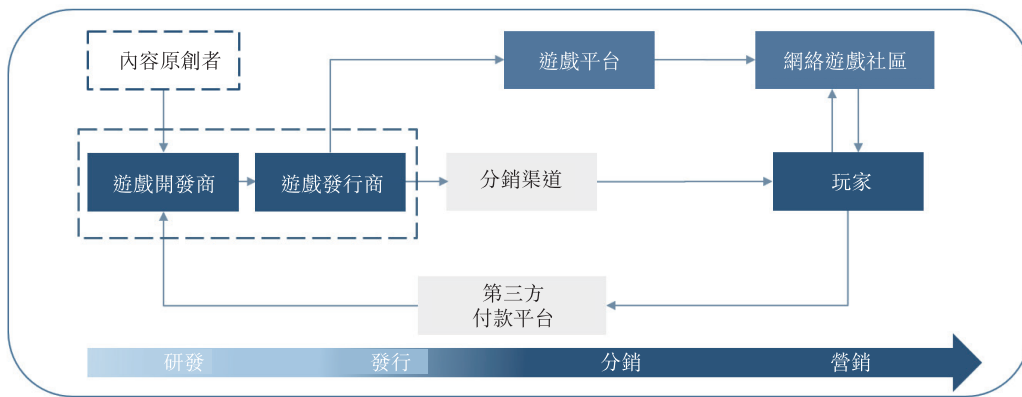 內容原創者
遊戲平台
網絡遊戲社區
遊戲開發商
遊戲發行商
分銷渠道
玩家
第三方
付款平台
研發
發行
分銷
營銷